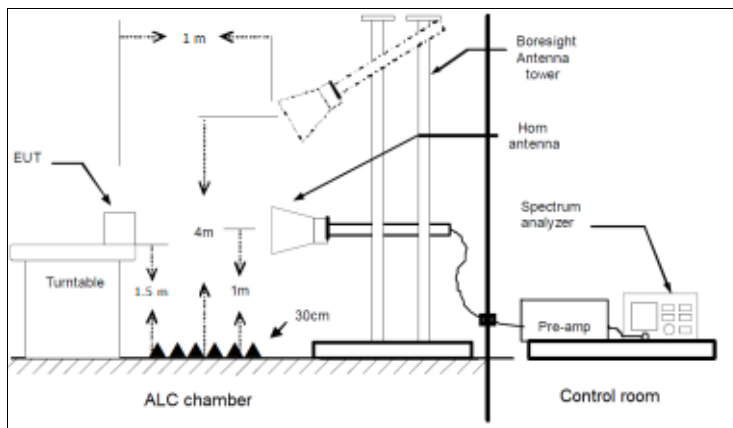 1 m
Boresight
Antenna
tower
Horn
antenna
EUT
Spectrum
analyzer
4m
Turntable
1.5 m
1m
30cm
Pre-amp
ALC chamber
Control room